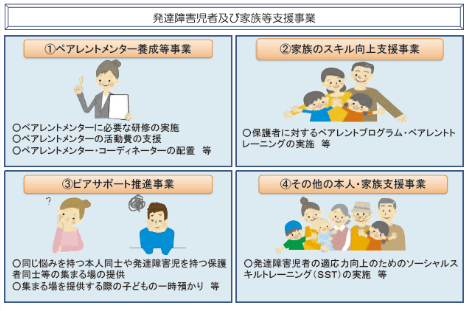 発達障害児者及び家族等支援事業
①ペアレントメンター養成等事業
〇ペアレントメンターに必要な研修の実施
〇ペアレントメンターの活動費の支援
〇ペアレントメンター・コーディネーターの配置 等
②家族のスキル向上支援事業
〇保護者に対するペアレントプログラム・ペアレントト
レーニングの実施 等
③ピアサポート推進事業
?
〇同じ悩みを持つ本人同士や発達障害児を持つ保護
者同士等の集まる場の提供
〇集まる場を提供する際の子どもの一時預かり 等
④その他の本人・家族支援事業
〇発達障害児者の適応力向上のためのソーシャルス
キルトレーニング(SST)の実施 等